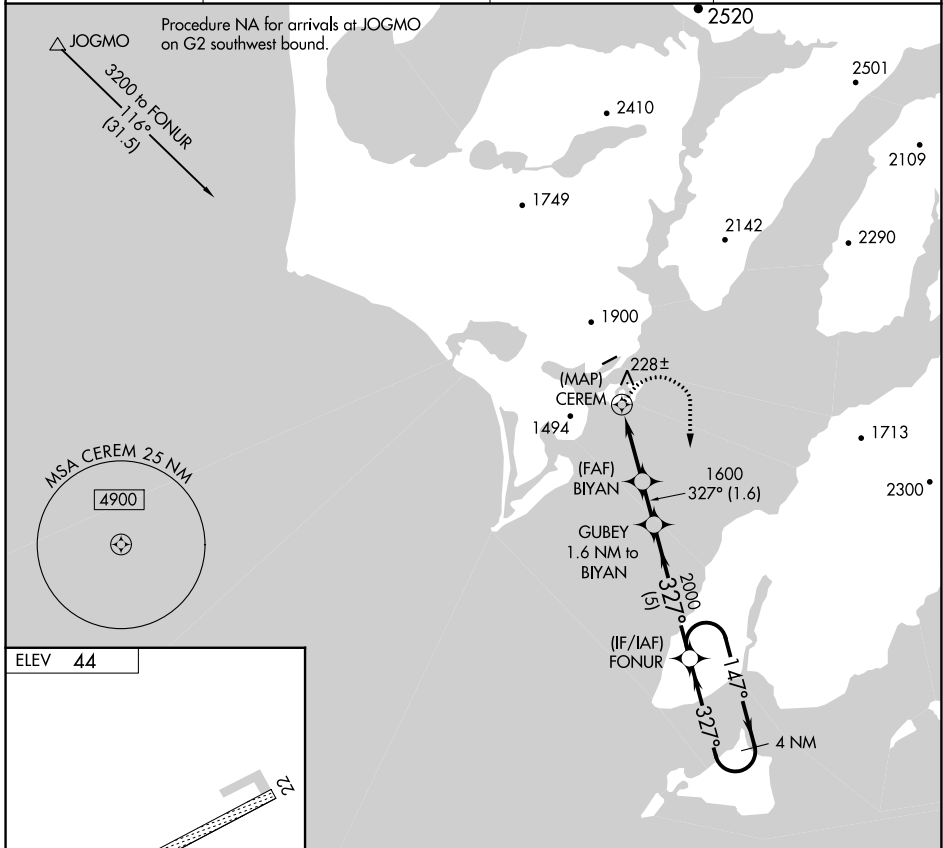 Procedure NA for arrivals at JOGMO
on G2 southwest bound.
JOGMO
3200 to FONUR
116°
(31.5)
2520
2501
2410
2109
1749
2142
2290
1900
228±
(MAP)
CEREM
1494
1713
MSA CEREM 25 NM
4900
(FAF)
BIYAN
1600
327° (1.6)
2300
GUBEY
1.6 NM to
BIYAN
2000
327°
(5)
(IF/IAF)
FONUR
147°
327°
4 NM
ELEV 44
22